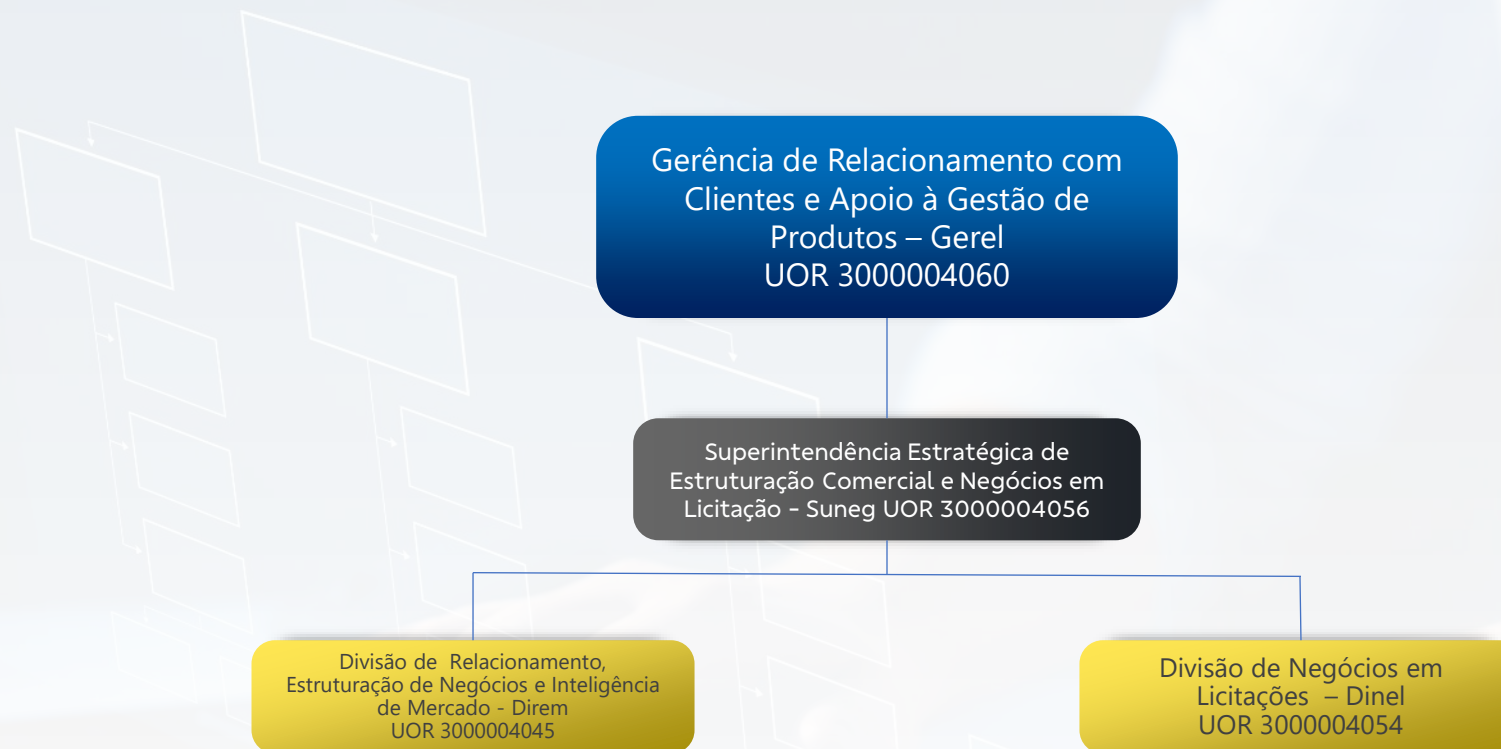 Gerência de Relacionamento com
Clientes e Apoio à Gestão de
Produtos – Gerel
UOR 3000004060
Superintendência Estratégica de
Estruturação Comercial e Negócios em
Licitação - Suneg UOR 3000004056
Divisão de Relacionamento,
Estruturação de Negócios e Inteligência
de Mercado - Direm
UOR 3000004045
Divisão de Negócios em
Licitações – Dinel
UOR 3000004054